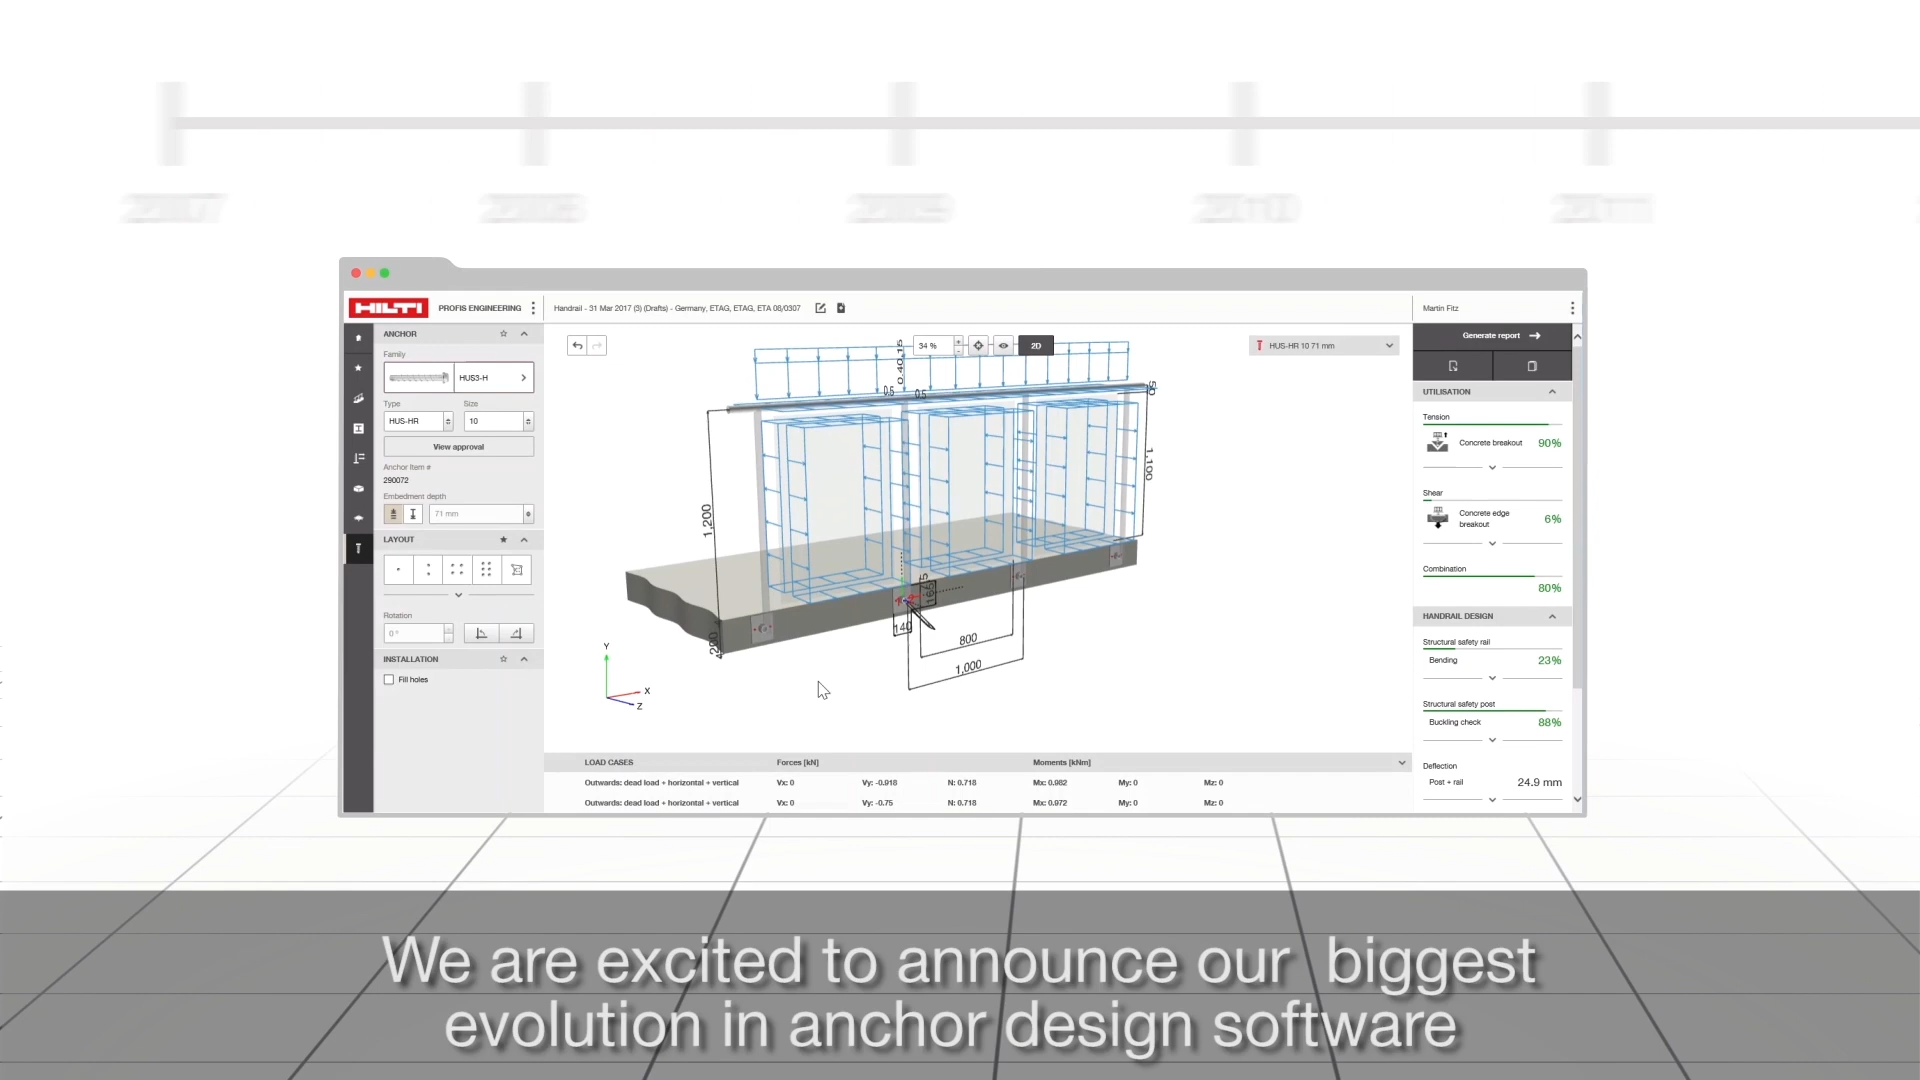 HILTI PROFIS ENGINEERING
Handrail - 31 Mar 2017 (3) (Drafts) - Germany, ETAG, ETAG, ETA 08/0307
Martin Fitz
ANCHOR
Family
HUS3-H
Type
Size
HUS-HR
10
View approval
Anchor Item #
290072
Embedment depth
71 mm
LAYOUT
Rotation
0°
INSTALLATION
Fill holes
34 %
2D
HUS-HR 10 71 mm
0.5
0.5
1,200
1,100
140
165
800
1,000
Y
X
Z
LOAD CASES
Forces [kN]
Moments [kNm]
Outwards: dead load + horizontal + vertical
Vx: 0
Vy: -0.918
N: 0.718
Mx: 0.982
My: 0
Mz: 0
Outwards: dead load + horizontal + vertical
Vx: 0
Vy: -0.75
N: 0.718
Mx: 0.972
My: 0
Mz: 0
Generate report
UTILISATION
Tension
Concrete breakout
90%
Shear
Concrete edge
breakout
6%
Combination
80%
HANDRAIL DESIGN
Structural safety rail
Bending
23%
Structural safety post
Buckling check
88%
Deflection
Post + rail
24.9 mm
We are excited to announce our biggest
evolution in anchor design software